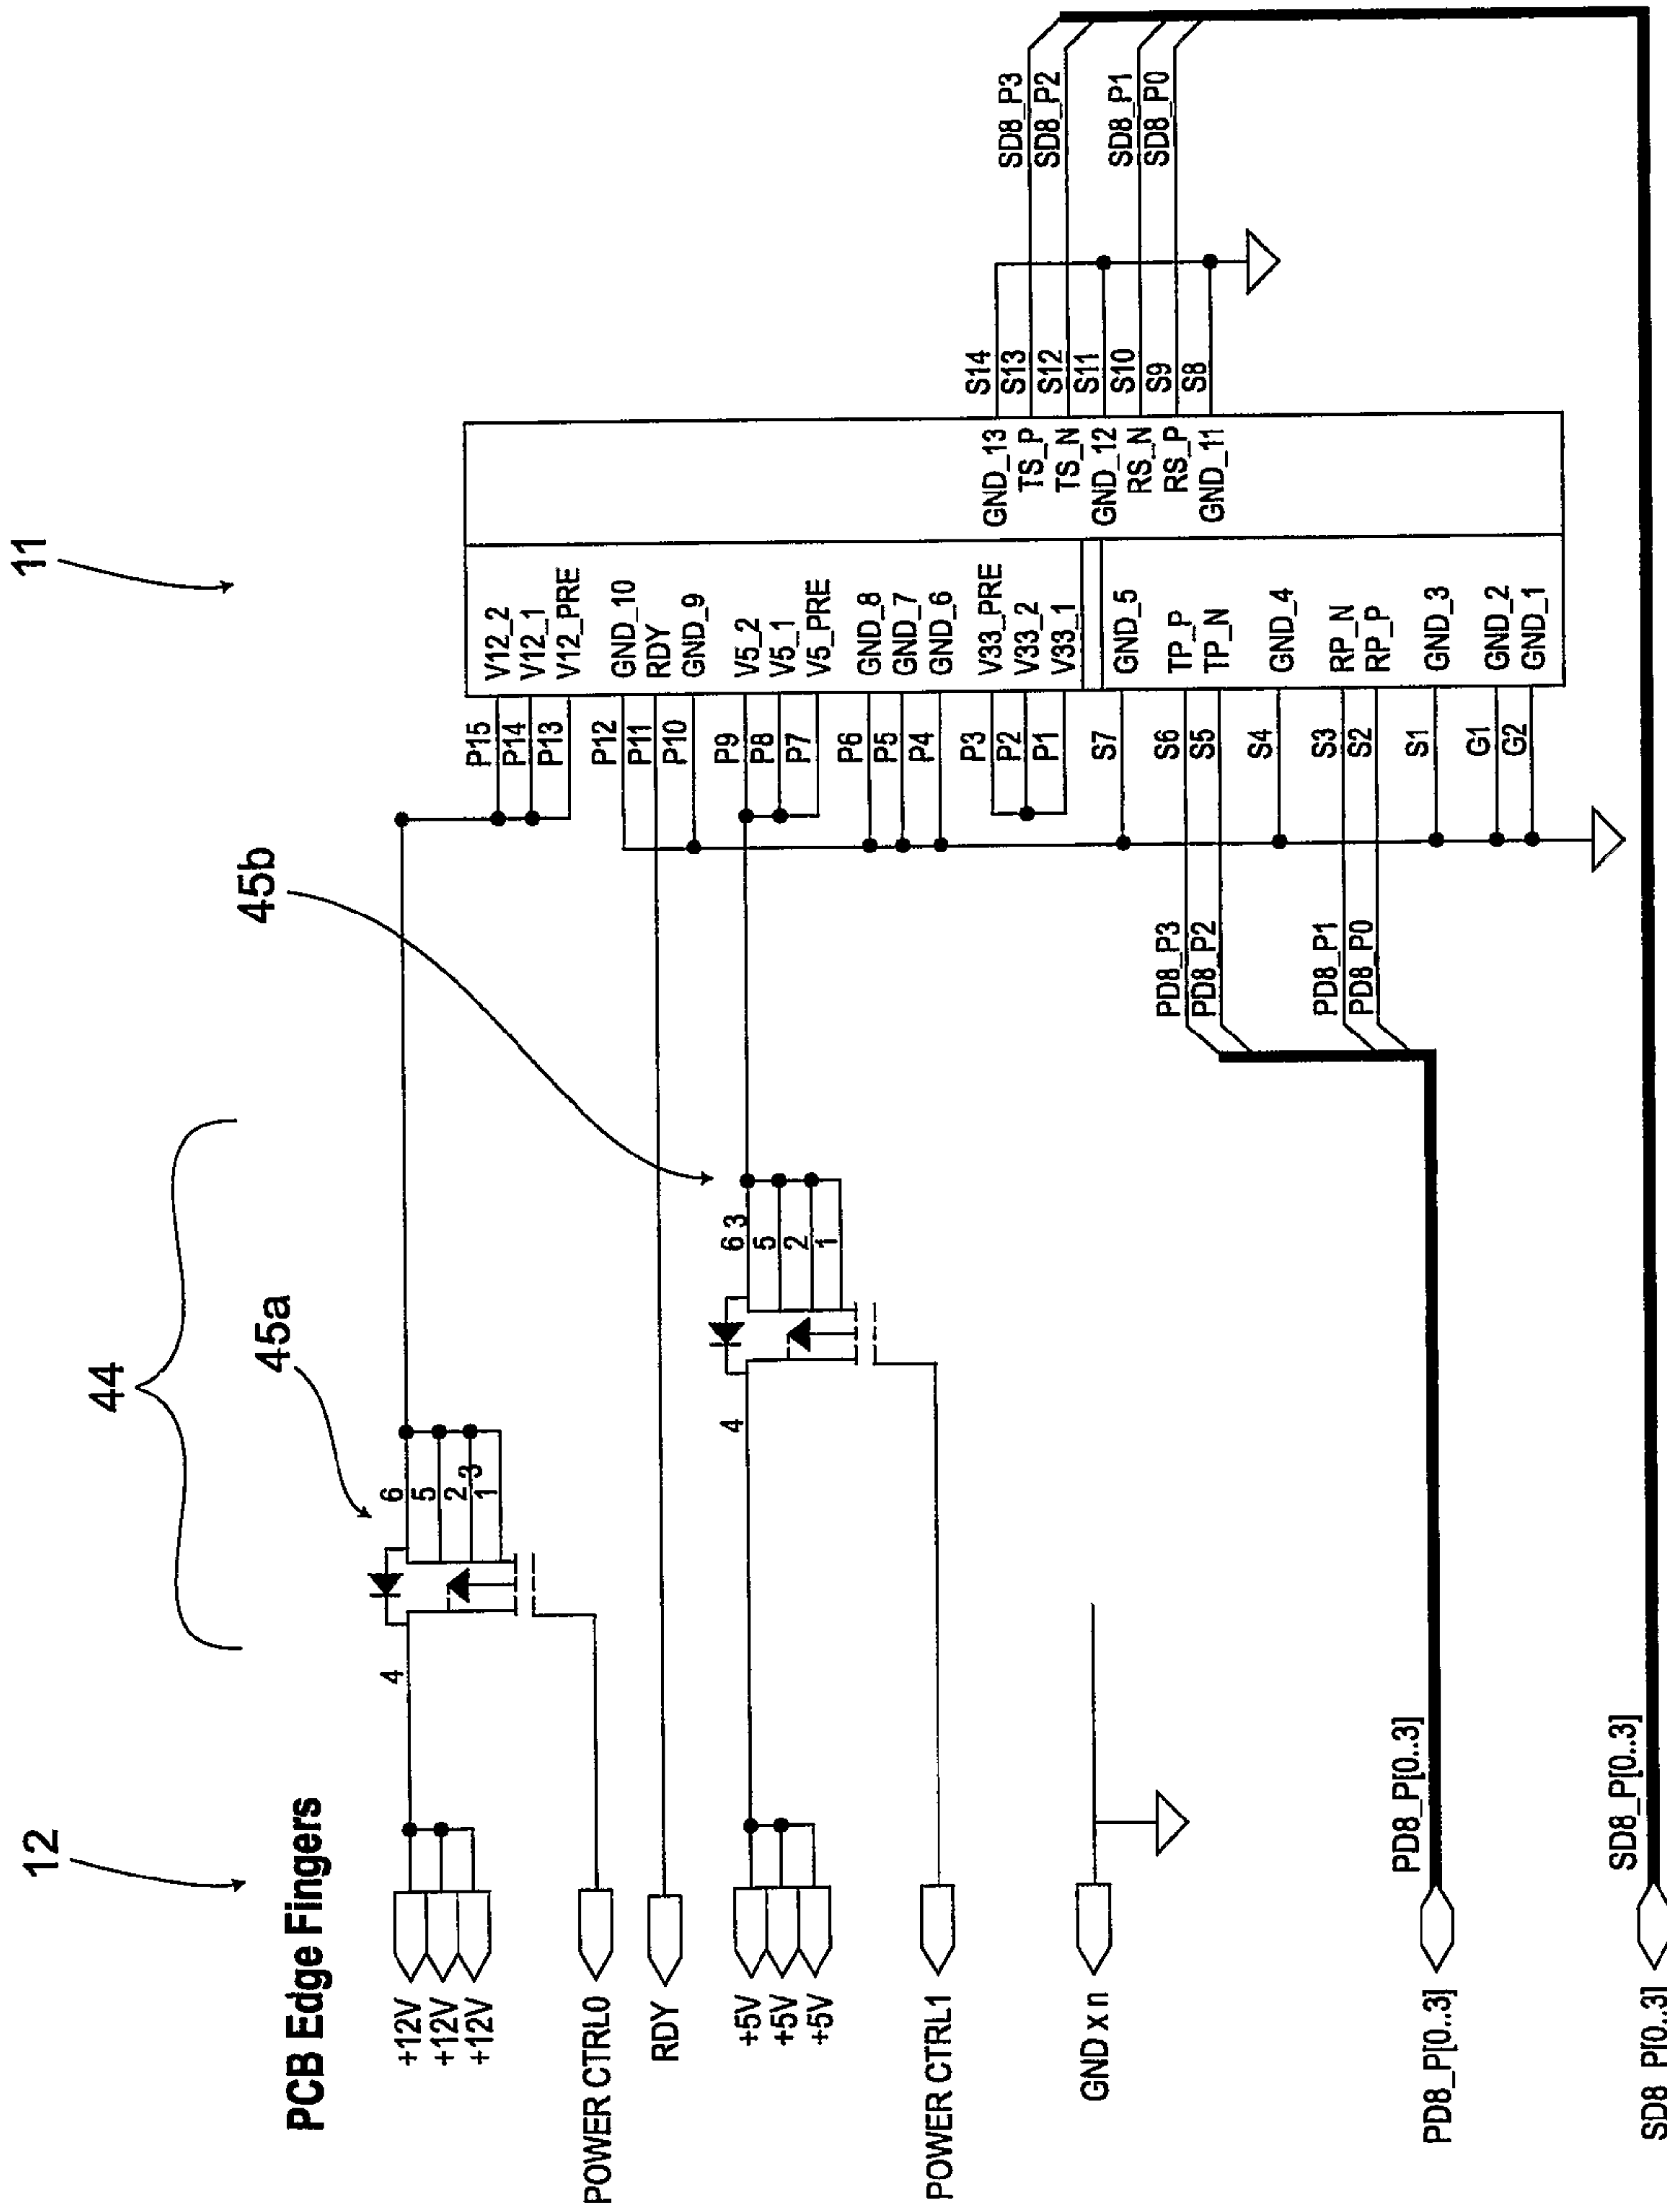 11
12
44
45a
45b
PCB Edge Fingers
+12V
+12V
+12V
POWER CTRL0
RDY
+5V
+5V
+5V
POWER CTRL1
GND x n
PD8_P[0..3]
SD8_P[0..3]
PD8_P[0..3]
SD8_P[0..3]
4
6
5
2 3
1
4
6 3
5
2
1
P15 V12_2
P14 V12_1
P13 V12_PRE
P12 GND_10
P11 RDY
P10 GND_9
P9 V5_2
P8 V5_1
P7 V5_PRE
P6 GND_8
P5 GND_7
P4 GND_6
P3 V33_PRE
P2 V33_2
P1 V33_1
S7 GND_5
PD8_P3 S6 TP_P
PD8_P2 S5 TP_N
S4 GND_4
PD8_P1 S3 RP_N
PD8_P0 S2 RP_P
S1 GND_3
G1 GND_2
G2 GND_1
GND_13 S14
TS_P S13 SD8_P3
TS_N S12 SD8_P2
GND_12 S11
RS_N S10 SD8_P1
RS_P S9 SD8_P0
GND_11 S8